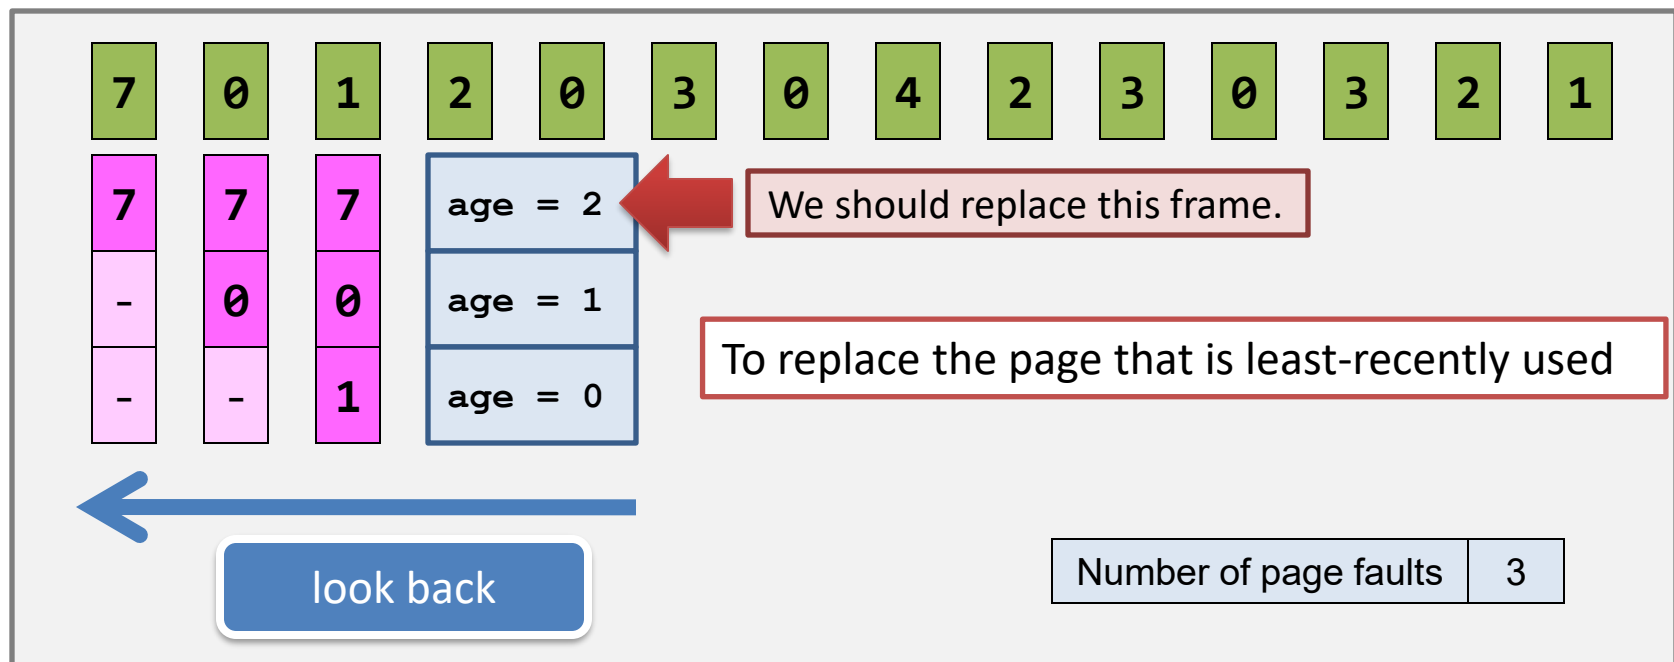 7 0 1 2 0 3 0 4 2 3 0 3 2 1
7 7 7 age = 2 We should replace this frame.
- 0 0 age = 1
To replace the page that is least-recently used
- - 1 age = 0
look back
Number of page faults 3